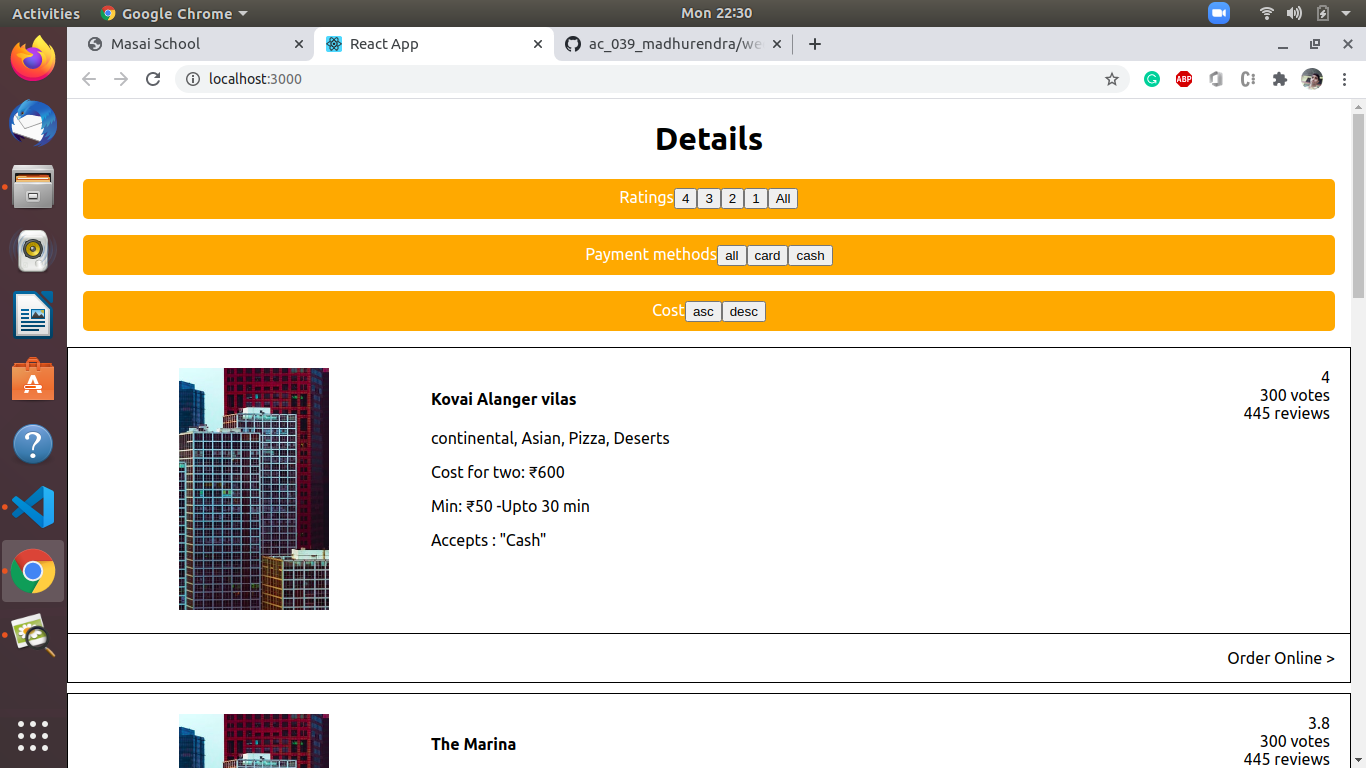 Activities Google Chrome Mon 22:30
Masai School React App ac_039_madhurendra/we
localhost:3000 ABP
Details
Ratings 4 3 2 1 All
Payment methods all card cash
Cost asc desc
4
300 votes
445 reviews
Kovai Alanger vilas
continental, Asian, Pizza, Deserts
Cost for two: ₹600
Min: ₹50 -Upto 30 min
Accepts : "Cash"
Order Online >
3.8
300 votes
445 reviews
The Marina